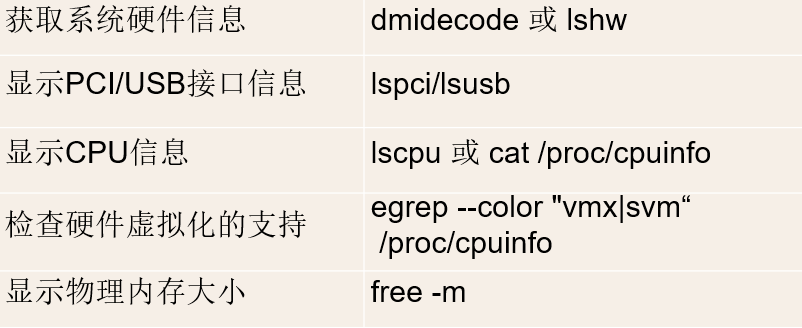 获取系统硬件信息 dmidecode 或 lshw
显示PCI/USB接口信息 lspci/lsusb
显示CPU信息 lscpu 或 cat /proc/cpuinfo
检查硬件虚拟化的支持 egrep --color "vmx|svm“
/proc/cpuinfo
显示物理内存大小 free -m